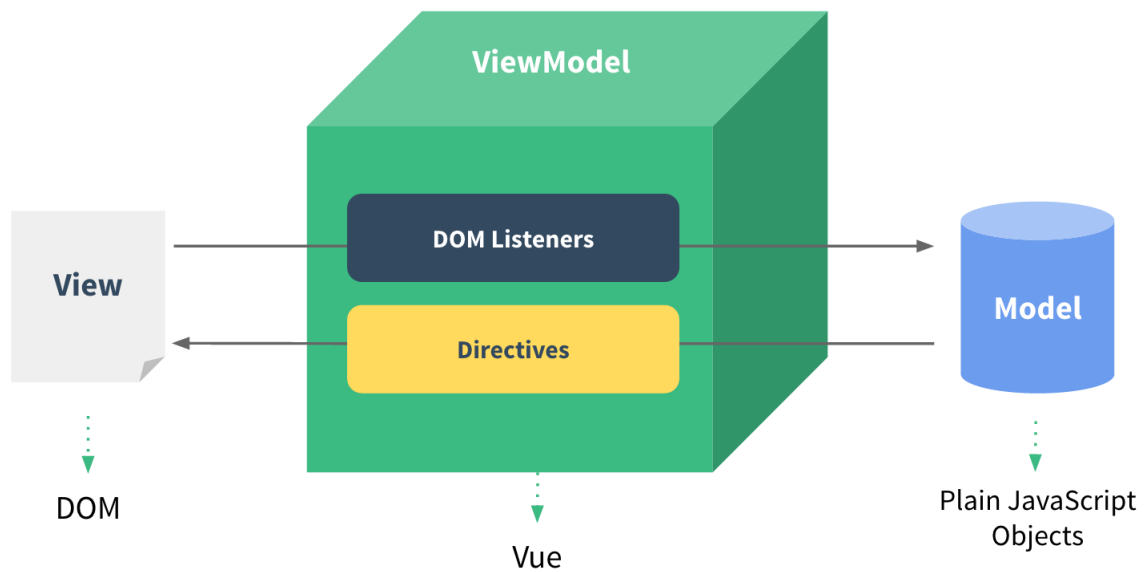 ViewModel
DOM Listeners
View
Model
Directives
DOM
Vue
Plain JavaScript
Objects